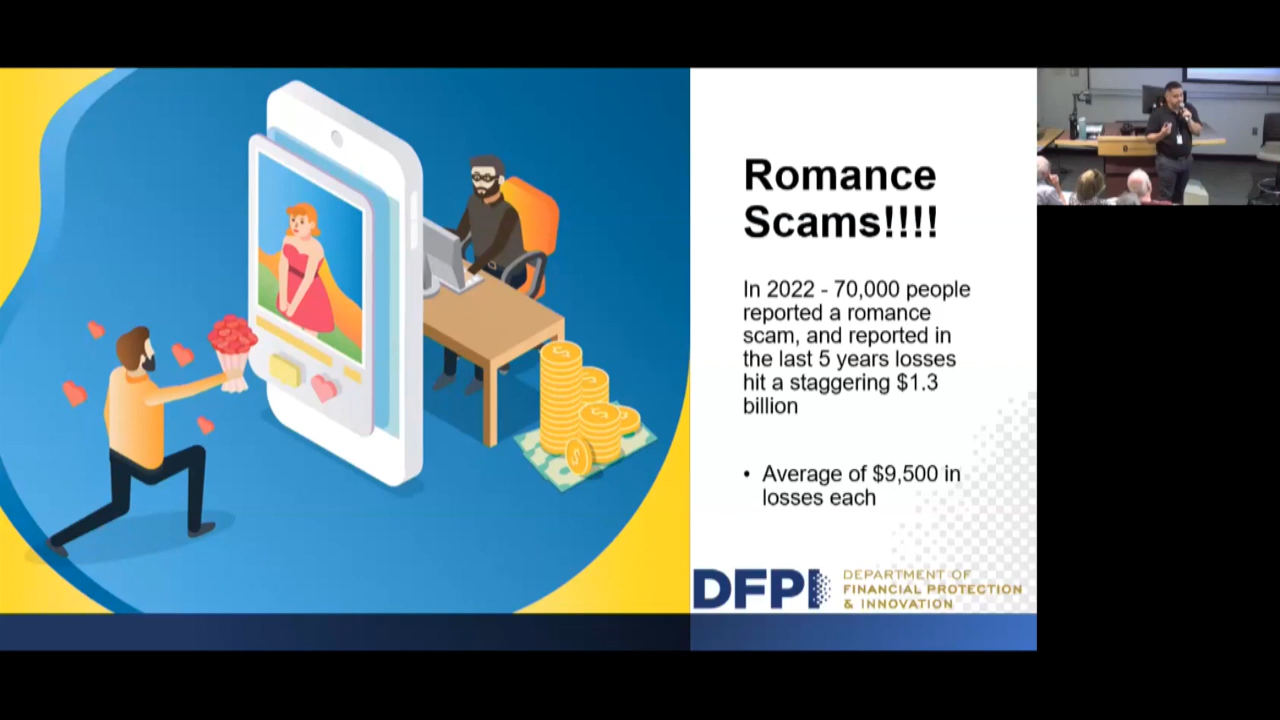 Romance
Scams!!!!
In 2022 - 70,000 people
reported a romance
scam, and reported in
the last 5 years losses
hit a staggering $1.3
billion
• Average of $9,500 in
losses each
DFPI
DEPARTMENT OF
FINANCIAL PROTECTION
& INNOVATION